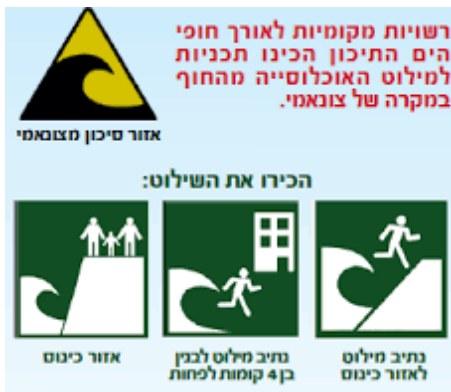 רשויות מקומיות לאורך חופי
הים התיכון הכינו תכניות
למילוט האוכלוסייה מהחוף
במקרה של צונאמי.
אזור סיכון מצונאמי
הכירו את השילוט:
נתיב מילוט
לאזור כינוס
נתיב מילוט לבנין
בן 4 קומות לפחות
אזור כינוס